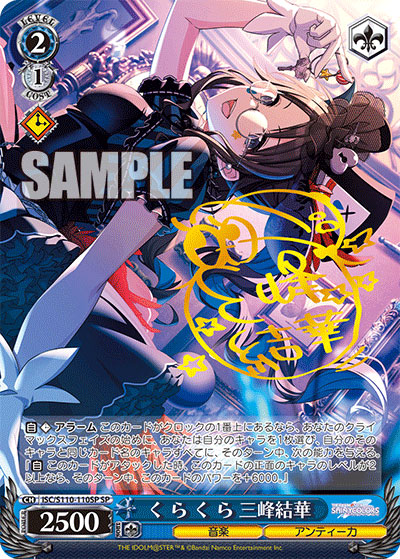 LEVEL
2
1
COST
SAMPLE
【自】 アラーム このカードがクロックの1番上にあるなら、あなたのクライ
マックスフェイズの始めに、あなたは自分のキャラを1枚選び、自分のその
キャラと同じカード名のキャラすべてに、そのターン中、次の能力を与える。
『【自】 このカードがアタックした時、このカードの正面のキャラのレベルが2
以上なら、そのターン中、このカードのパワーを+6000。』
CH ISC/S110-110SP SP
2500
くらくら 三峰結華
SHINYCOLORS
音楽
アンティーカ
THE IDOLM@STER™& ©Bandai Namco Entertainment Inc.